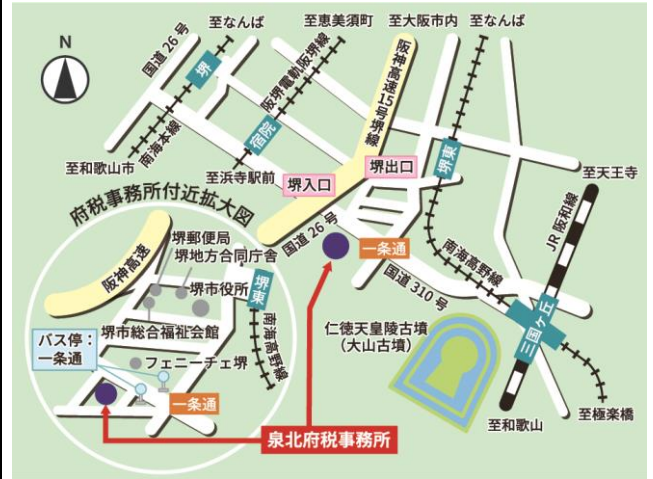 至なんば
至恵美須町
至大阪市内
至なんば
N
国道26号
堺
阪堺電軌阪堺線
阪神高速15号堺線
宿院
南海本線
至和歌山市
至浜寺駅前
堺入口
堺出口
堺東
至天王寺
JR阪和線
府税事務所付近拡大図
国道26号
一条通
南海高野線
国道310号
三国ヶ丘
仁徳天皇陵古墳
（大山古墳）
至和歌山
至極楽橋
阪神高速
堺郵便局
堺地方合同庁舎
堺市役所
堺東
南海高野線
堺市総合福祉会館
バス停：
一条通
フェニーチェ堺
一条通
泉北府税事務所